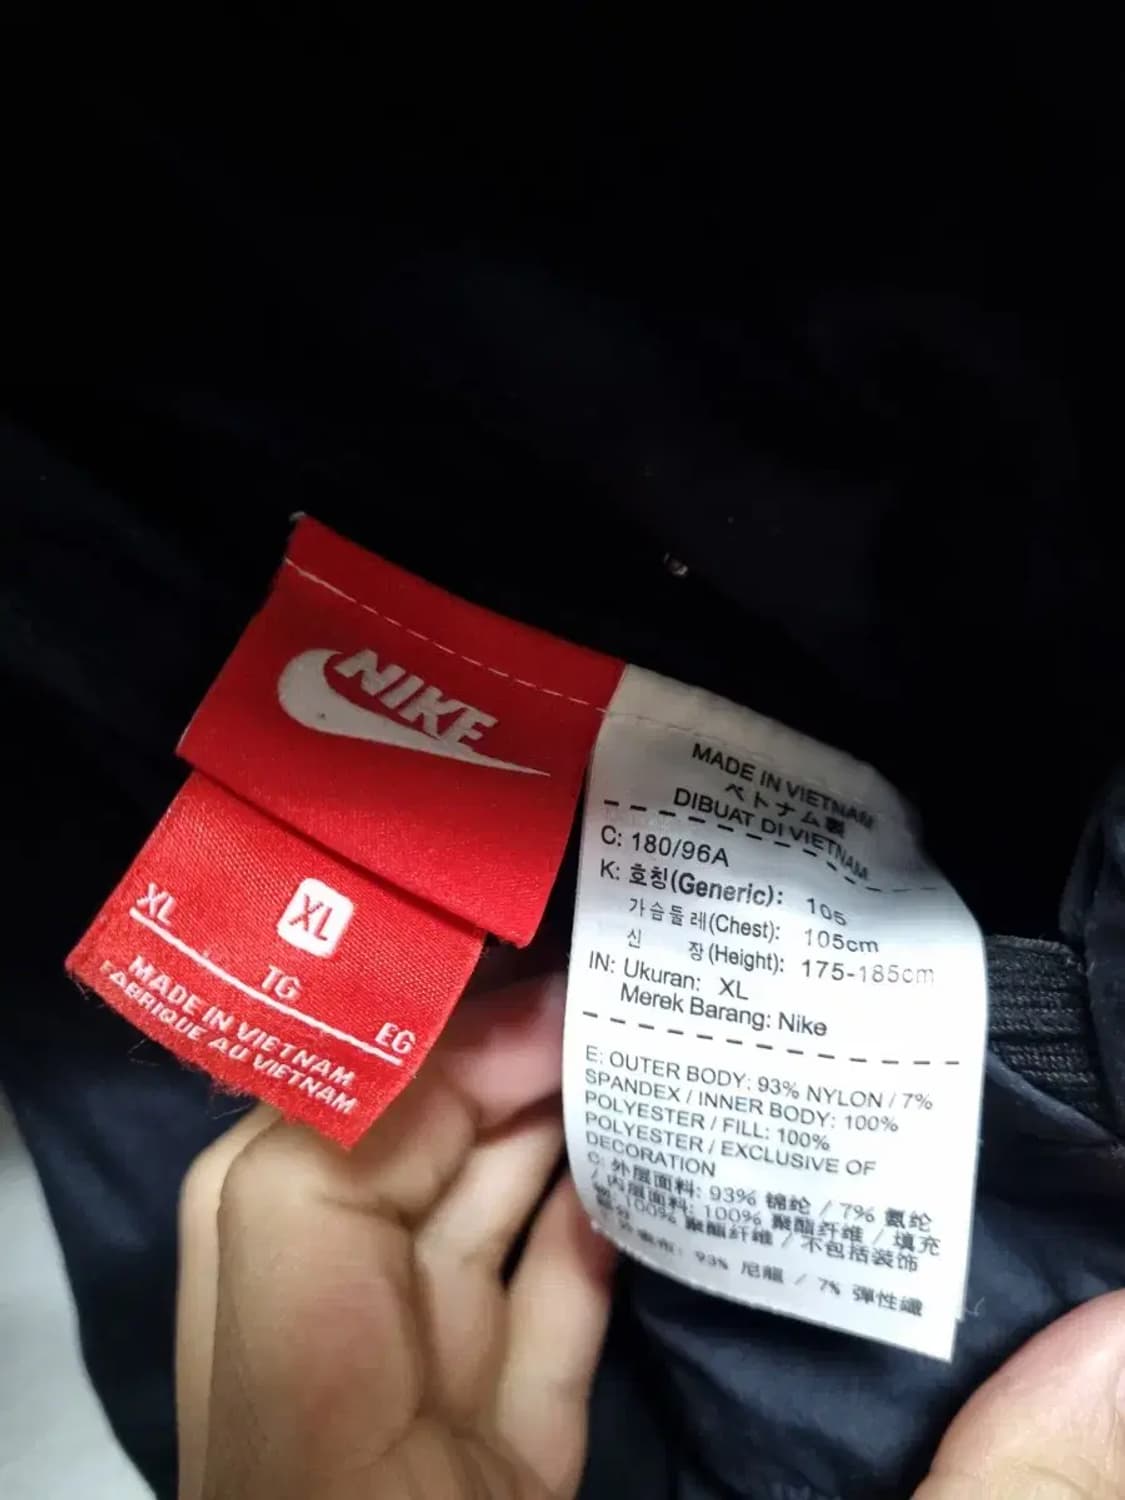 NIKE
XL
XL
TG
EG
MADE IN VIETNAM
FABRIQUE AU VIETNAM
MADE IN VIETNAM
ベトナム製
DIBUAT DI VIETNAM
C: 180/96A
K: 호칭(Generic): 105
가슴둘레(Chest): 105cm
신 장(Height): 175-185cm
IN: Ukuran: XL
Merek Barang: Nike
E: OUTER BODY: 93% NYLON / 7%
SPANDEX / INNER BODY: 100%
POLYESTER / FILL: 100%
POLYESTER / EXCLUSIVE OF
DECORATION
C: 外层面料: 93% 锦纶 / 7% 氨纶
/ 内层面料: 100% 聚酯纤维 / 填充
100% 聚酯纤维 / 不包括装饰
93% 尼龍 / 7% 彈性纖